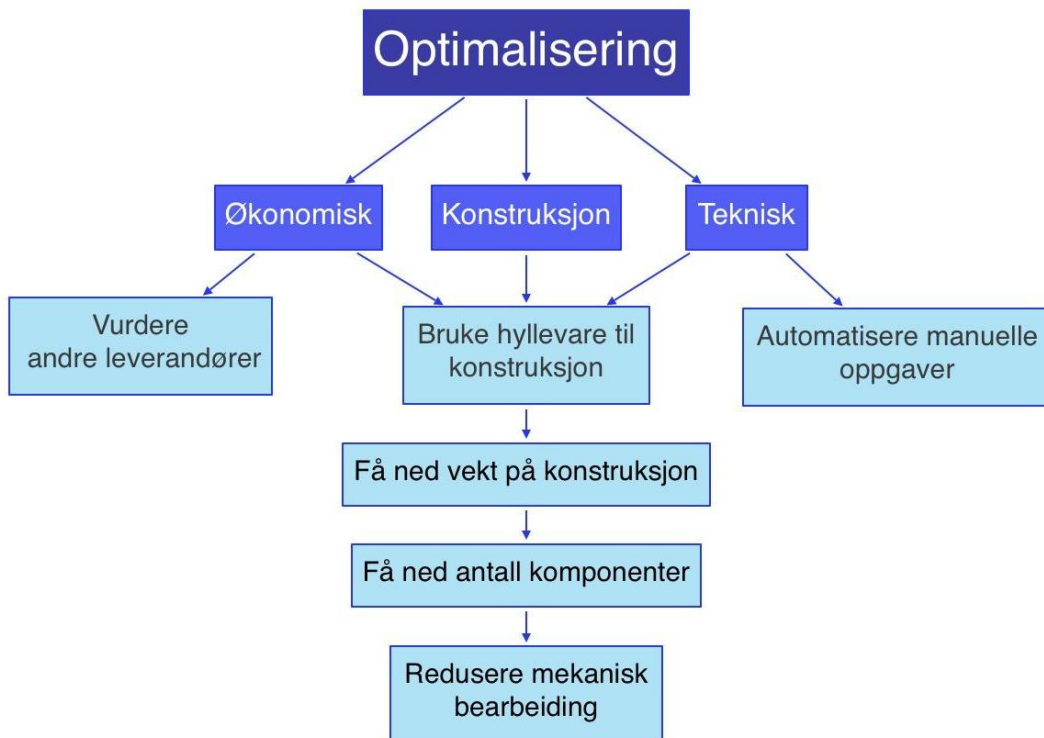 Optimalisering
Økonomisk
Konstruksjon
Teknisk
Vurdere
andre leverandører
Bruke hyllevare til
konstruksjon
Automatisere manuelle
oppgaver
Få ned vekt på konstruksjon
Få ned antall komponenter
Redusere mekanisk
bearbeiding